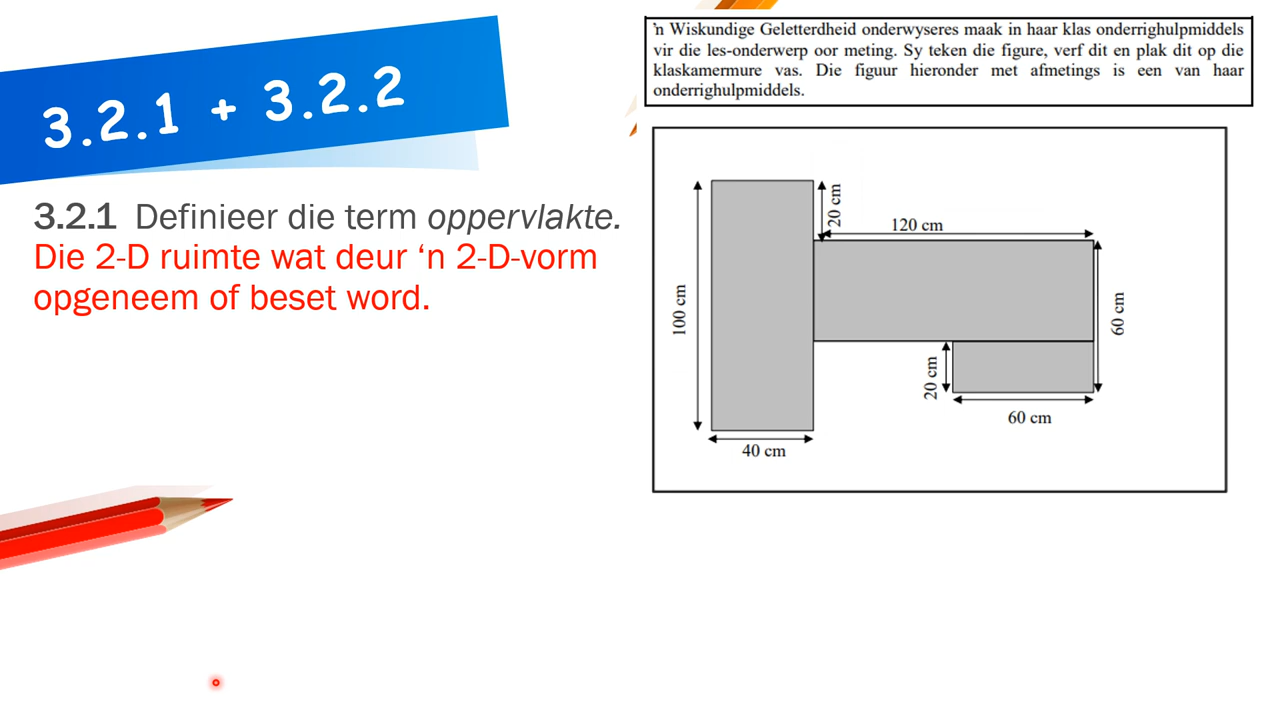 3.2.1 + 3.2.2
3.2.1 Definieer die term oppervlakte.
Die 2-D ruimte wat deur ‘n 2-D-vorm
opgeneem of beset word.
’n Wiskundige Geletterdheid onderwyseres maak in haar klas onderrighulpmiddels
vir die les-onderwerp oor meting. Sy teken die figure, verf dit en plak dit op die
klaskamermure vas. Die figuur hieronder met afmetings is een van haar
onderrighulpmiddels.
20 cm
120 cm
100 cm
60 cm
20 cm
60 cm
40 cm